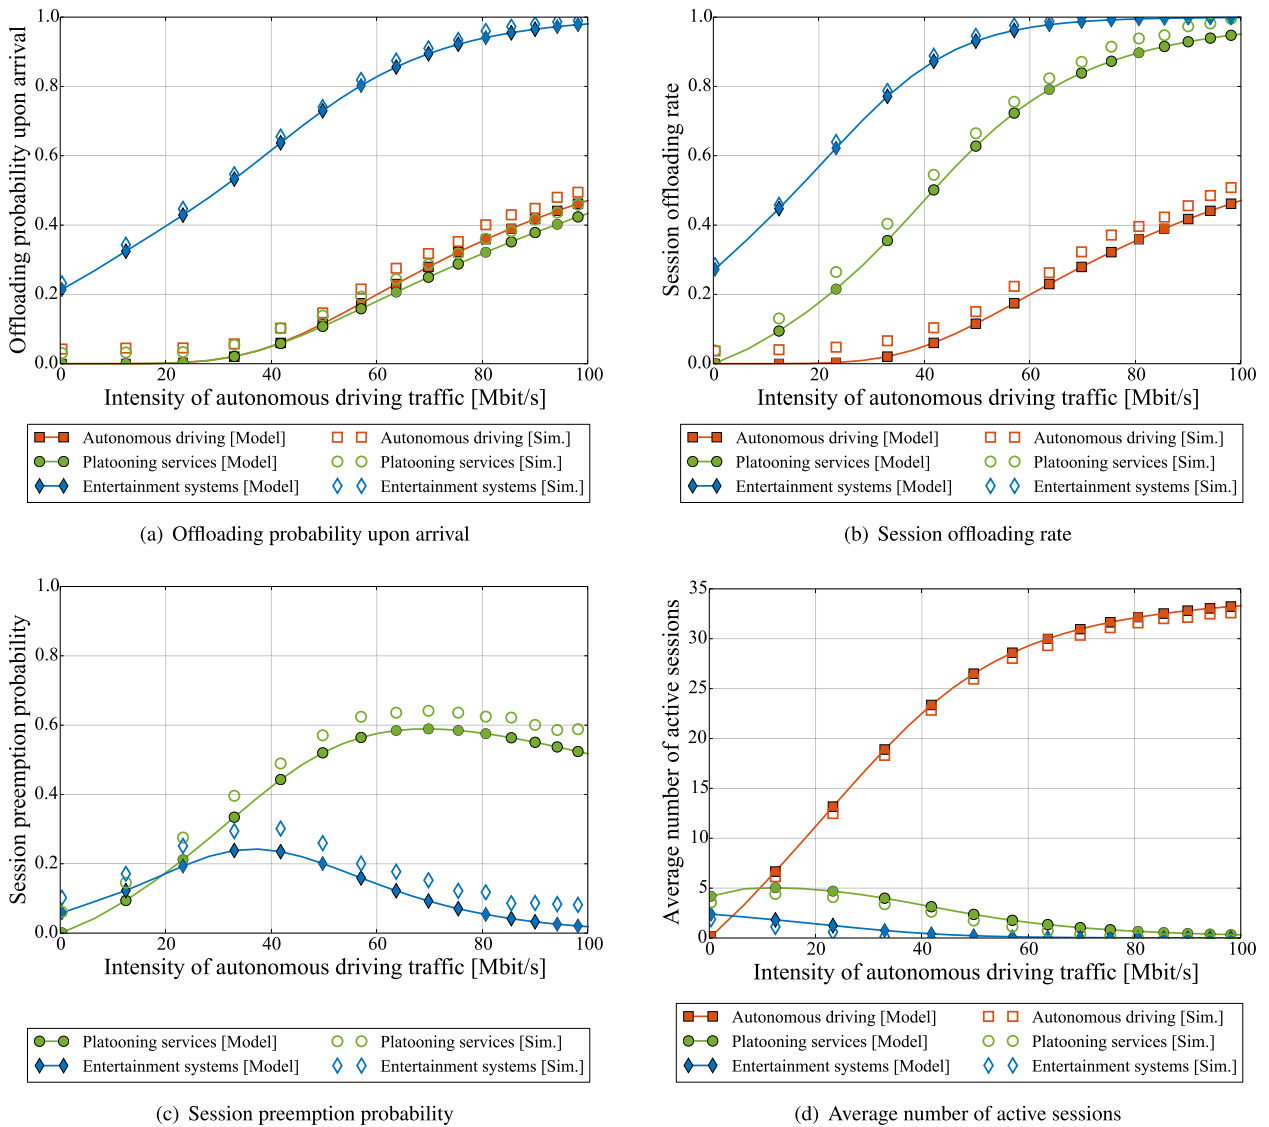 1.0
0.8
0.6
0.4
0.2
0.0
Offloading probability upon arrival
0 20 40 60 80 100
Intensity of autonomous driving traffic [Mbit/s]
Autonomous driving [Model] Autonomous driving [Sim.]
Platooning services [Model] Platooning services [Sim.]
Entertainment systems [Model] Entertainment systems [Sim.]
(a) Offloading probability upon arrival
1.0
0.8
0.6
0.4
0.2
0.0
Session offloading rate
0 20 40 60 80 100
Intensity of autonomous driving traffic [Mbit/s]
Autonomous driving [Model] Autonomous driving [Sim.]
Platooning services [Model] Platooning services [Sim.]
Entertainment systems [Model] Entertainment systems [Sim.]
(b) Session offloading rate
1.0
0.8
0.6
0.4
0.2
0.0
Session preemption probability
0 20 40 60 80 100
Intensity of autonomous driving traffic [Mbit/s]
Platooning services [Model] Platooning services [Sim.]
Entertainment systems [Model] Entertainment systems [Sim.]
(c) Session preemption probability
35
30
25
20
15
10
5
0
Average number of active sessions
0 20 40 60 80 100
Intensity of autonomous driving traffic [Mbit/s]
Autonomous driving [Model] Autonomous driving [Sim.]
Platooning services [Model] Platooning services [Sim.]
Entertainment systems [Model] Entertainment systems [Sim.]
(d) Average number of active sessions